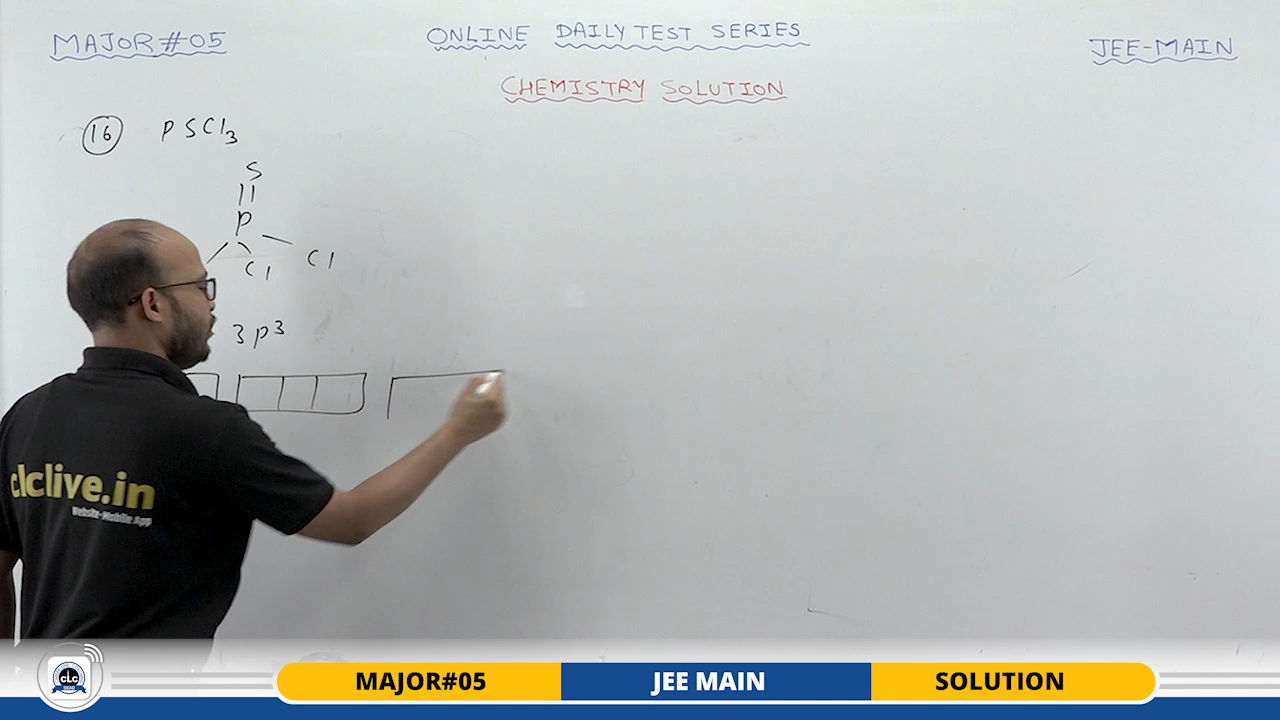 MAJOR#05
ONLINE DAILY TEST SERIES
JEE-MAIN
CHEMISTRY SOLUTION
16 PSCl3
S
P
Cl Cl
3p3
clclive.in
Website-Mobile App
CLC
MAJOR#05
JEE MAIN
SOLUTION